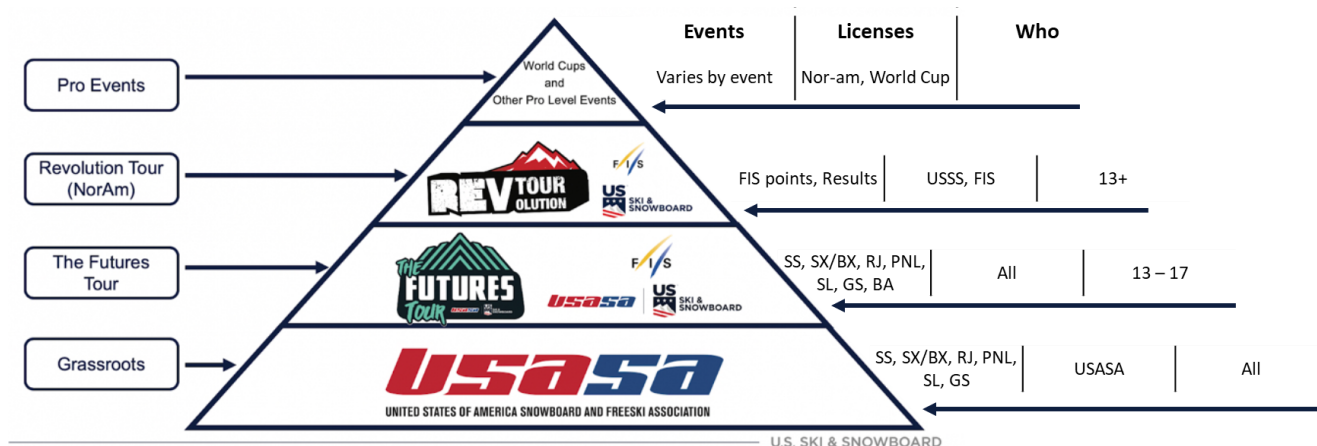 Events
Licenses
Who
Pro Events
World Cups
and
Other Pro Level Events
Varies by event
Nor-am, World Cup
Revolution Tour
(NorAm)
REV TOUR
OLUTION
F I S
US
SKI &
SNOWBOARD
FIS points, Results
USSS, FIS
13+
The Futures
Tour
THE
FUTURES
TOUR
F I S
usasa
US
SKI &
SNOWBOARD
SS, SX/BX, RJ, PNL,
SL, GS, BA
All
13 – 17
Grassroots
usasa
UNITED STATES OF AMERICA SNOWBOARD AND FREESKI ASSOCIATION
SS, SX/BX, RJ, PNL,
SL, GS
USASA
All
U.S. SKI & SNOWBOARD